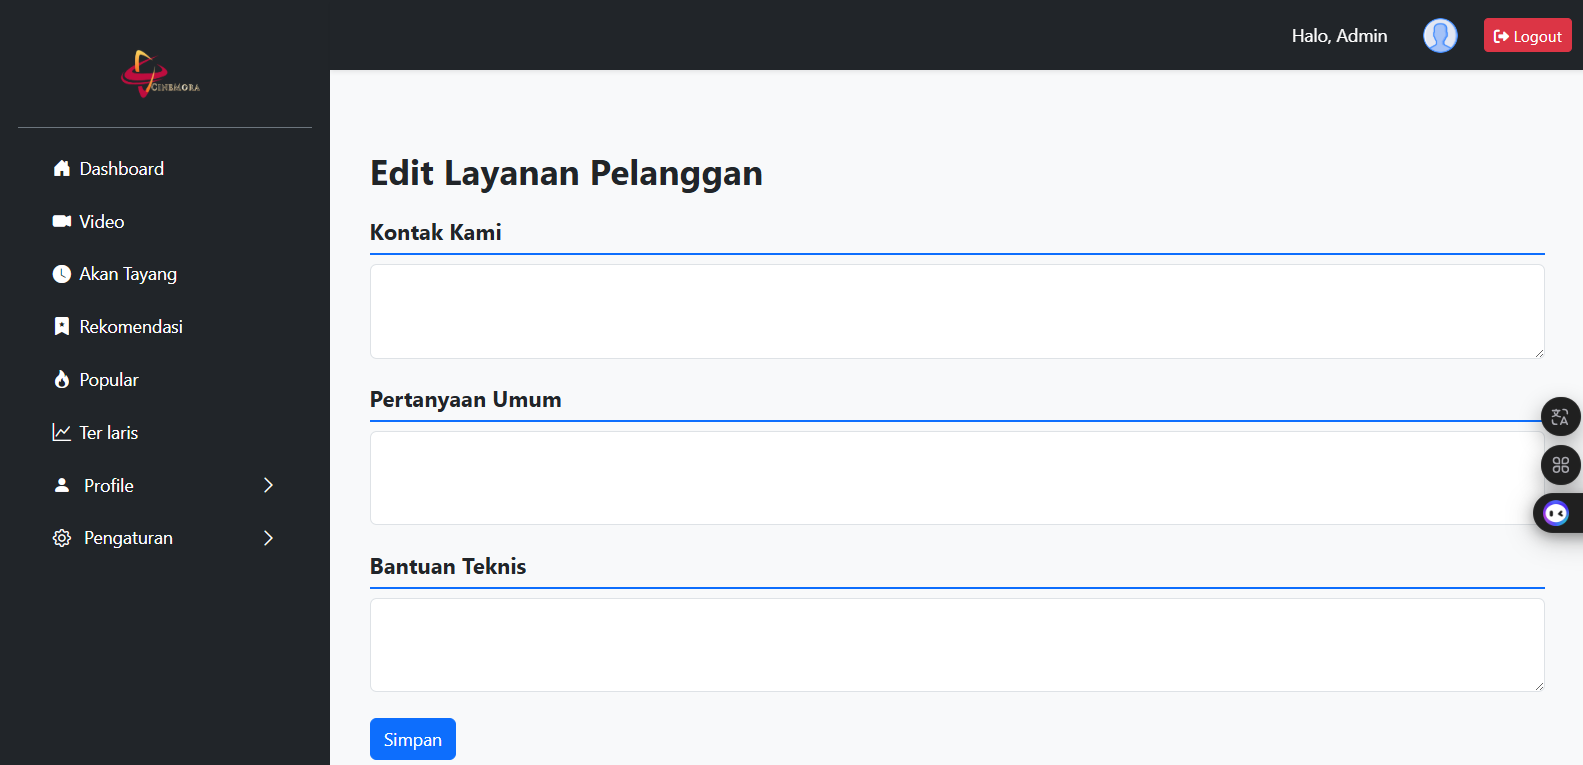 Halo, Admin
Logout
CINEMORA
Dashboard
Video
Akan Tayang
Rekomendasi
Popular
Ter laris
Profile
Pengaturan
Edit Layanan Pelanggan
Kontak Kami
Pertanyaan Umum
Bantuan Teknis
Simpan